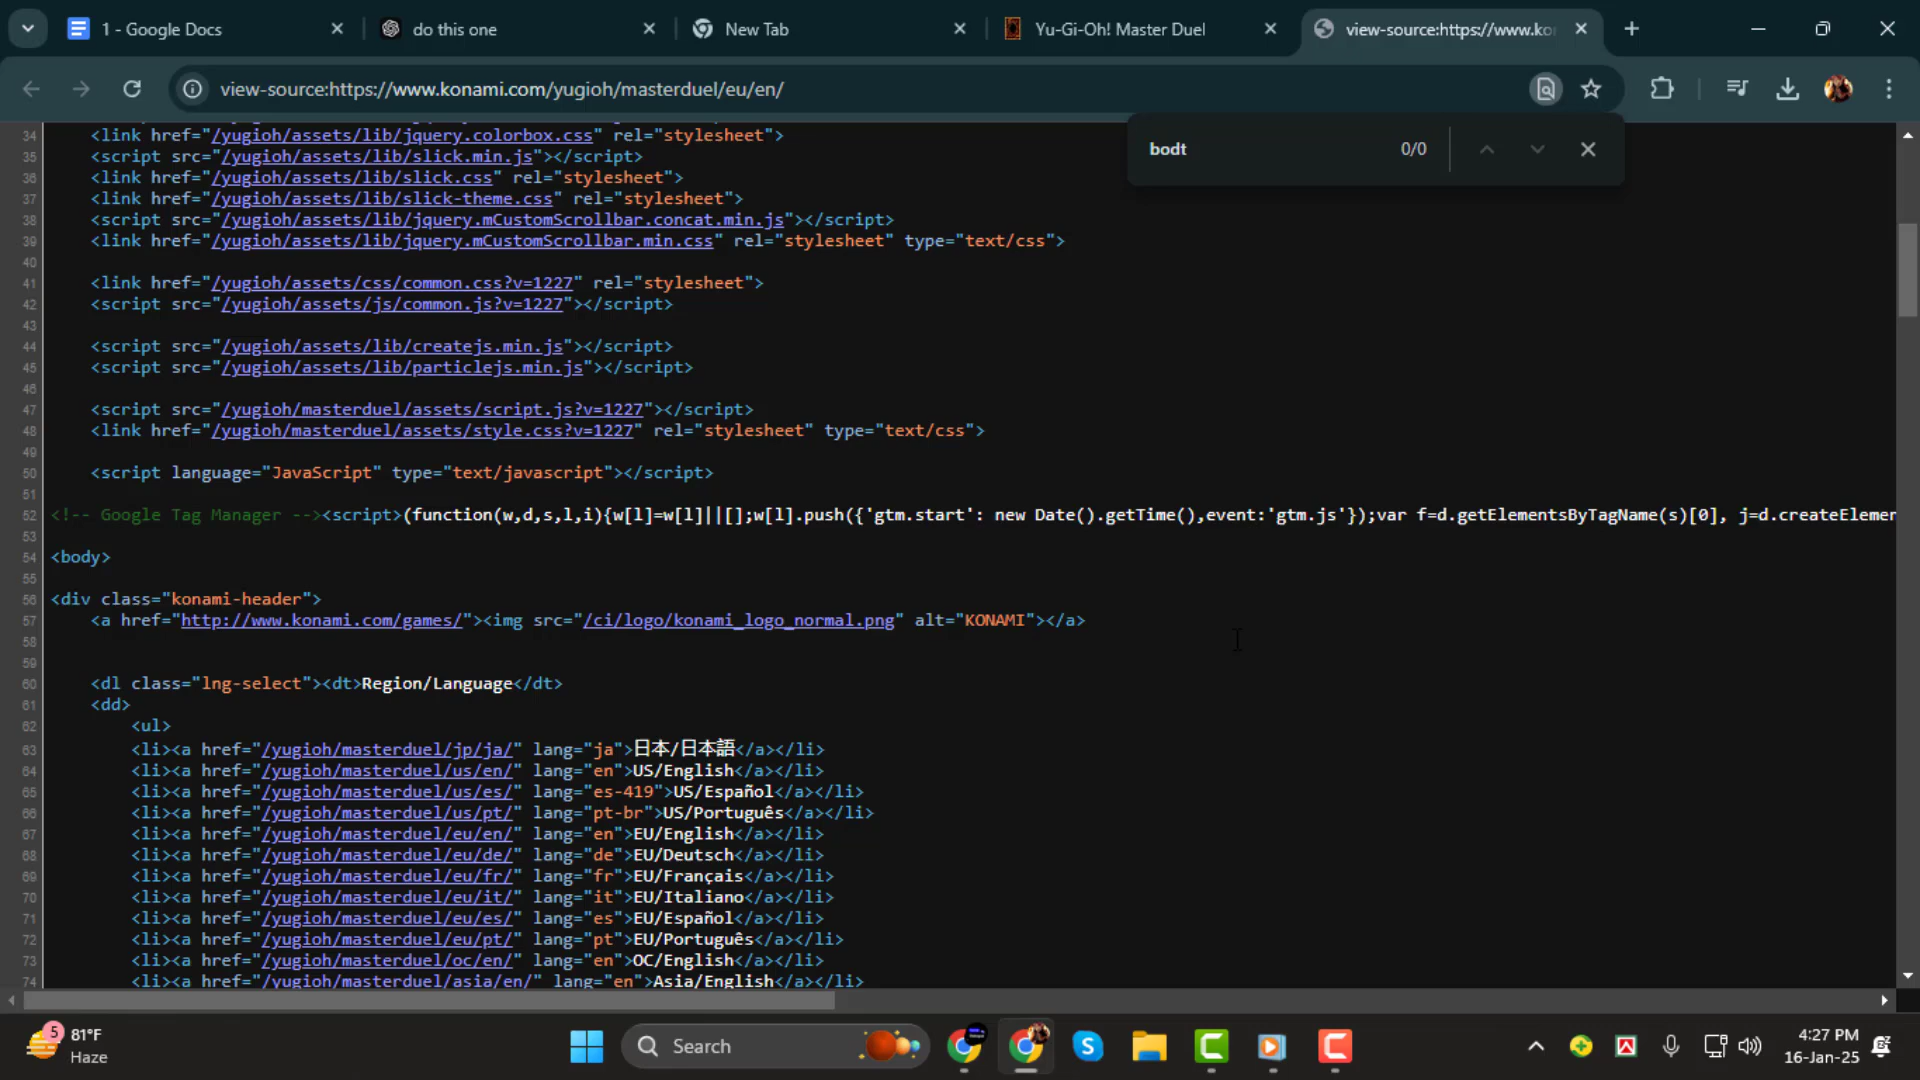 1 - Google Docs
do this one
New Tab
Yu-Gi-Oh! Master Duel
view-source:https://www.ko
view-source:https://www.konami.com/yugioh/masterduel/eu/en/
bodt
0/0
34 <link href="/yugioh/assets/lib/jquery.colorbox.css" rel="stylesheet">
35 <script src="/yugioh/assets/lib/slick.min.js"></script>
36 <link href="/yugioh/assets/lib/slick.css" rel="stylesheet">
37 <link href="/yugioh/assets/lib/slick-theme.css" rel="stylesheet">
38 <script src="/yugioh/assets/lib/jquery.mCustomScrollbar.concat.min.js"></script>
39 <link href="/yugioh/assets/lib/jquery.mCustomScrollbar.min.css" rel="stylesheet" type="text/css">
40
41 <link href="/yugioh/assets/css/common.css?v=1227" rel="stylesheet">
42 <script src="/yugioh/assets/js/common.js?v=1227"></script>
43
44 <script src="/yugioh/assets/lib/createjs.min.js"></script>
45 <script src="/yugioh/assets/lib/particlejs.min.js"></script>
46
47 <script src="/yugioh/masterduel/assets/script.js?v=1227"></script>
48 <link href="/yugioh/masterduel/assets/style.css?v=1227" rel="stylesheet" type="text/css">
49
50 <script language="JavaScript" type="text/javascript"></script>
51
52 <!-- Google Tag Manager --><script>(function(w,d,s,l,i){w[l]=w[l]||[];w[l].push({'gtm.start': new Date().getTime(),event:'gtm.js'});var f=d.getElementsByTagName(s)[0], j=d.createElemen
53
54 <body>
55
56 <div class="konami-header">
57 <a href="http://www.konami.com/games/"><img src="/ci/logo/konami_logo_normal.png" alt="KONAMI"></a>
58
59
60 <dl class="lng-select"><dt>Region/Language</dt>
61 <dd>
62 <ul>
63 <li><a href="/yugioh/masterduel/jp/ja/" lang="ja">日本/日本語</a></li>
64 <li><a href="/yugioh/masterduel/us/en/" lang="en">US/English</a></li>
65 <li><a href="/yugioh/masterduel/us/es/" lang="es-419">US/Español</a></li>
66 <li><a href="/yugioh/masterduel/us/pt/" lang="pt-br">US/Português</a></li>
67 <li><a href="/yugioh/masterduel/eu/en/" lang="en">EU/English</a></li>
68 <li><a href="/yugioh/masterduel/eu/de/" lang="de">EU/Deutsch</a></li>
69 <li><a href="/yugioh/masterduel/eu/fr/" lang="fr">EU/Français</a></li>
70 <li><a href="/yugioh/masterduel/eu/it/" lang="it">EU/Italiano</a></li>
71 <li><a href="/yugioh/masterduel/eu/es/" lang="es">EU/Español</a></li>
72 <li><a href="/yugioh/masterduel/eu/pt/" lang="pt">EU/Português</a></li>
73 <li><a href="/yugioh/masterduel/oc/en/" lang="en">OC/English</a></li>
74 <li><a href="/yugioh/masterduel/asia/en/" lang="en">Asia/English</a></li>
5
81°F
Haze
Search
4:27 PM
16-Jan-25